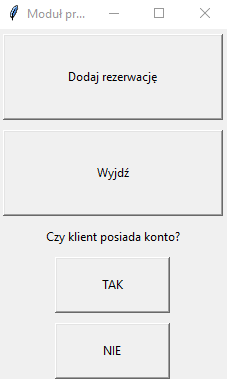 Moduł pr...
Dodaj rezerwację
Wyjdź
Czy klient posiada konto?
TAK
NIE